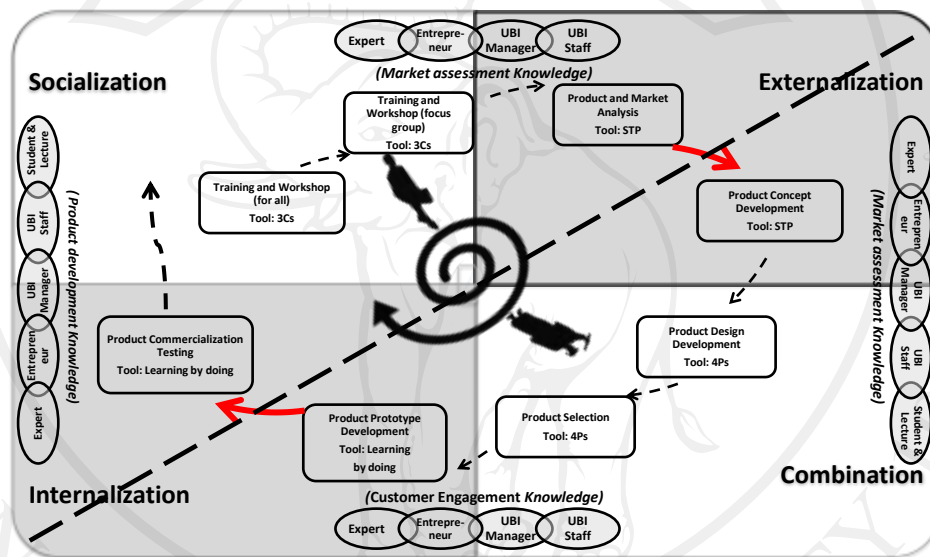 Expert
Entrepre-
neur
UBI
Manager
UBI
Staff
(Market assessment Knowledge)
Socialization
Externalization
Training and
Workshop (focus
group)
Tool: 3Cs
Product and Market
Analysis
Tool: STP
Training and Workshop
(for all)
Tool: 3Cs
Product Concept
Development
Tool: STP
Student &
Lecture
UBI
Staff
UBI
Manager
Entrepren
eur
Expert
(Product development Knowledge)
Expert
Entrepren
eur
UBI
Manager
UBI
Staff
Student &
Lecture
(Market assessment Knowledge)
Product Commercialization
Testing
Tool: Learning by doing
Product Design
Development
Tool: 4Ps
Product Prototype
Development
Tool: Learning
by doing
Product Selection
Tool: 4Ps
Internalization
Combination
(Customer Engagement Knowledge)
Expert
Entrepre-
neur
UBI
Manager
UBI
Staff